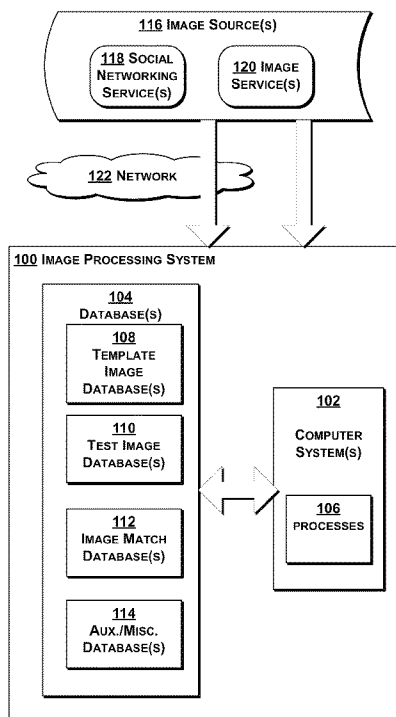 116 IMAGE SOURCE(S)
118 SOCIAL
NETWORKING
SERVICE(S)
120 IMAGE
SERVICE(S)
122 NETWORK
100 IMAGE PROCESSING SYSTEM
104
DATABASE(S)
108
TEMPLATE
IMAGE
DATABASE(S)
110
TEST IMAGE
DATABASE(S)
112
IMAGE MATCH
DATABASE(S)
114
AUX./MISC.
DATABASE(S)
102
COMPUTER
SYSTEM(S)
106
PROCESSES